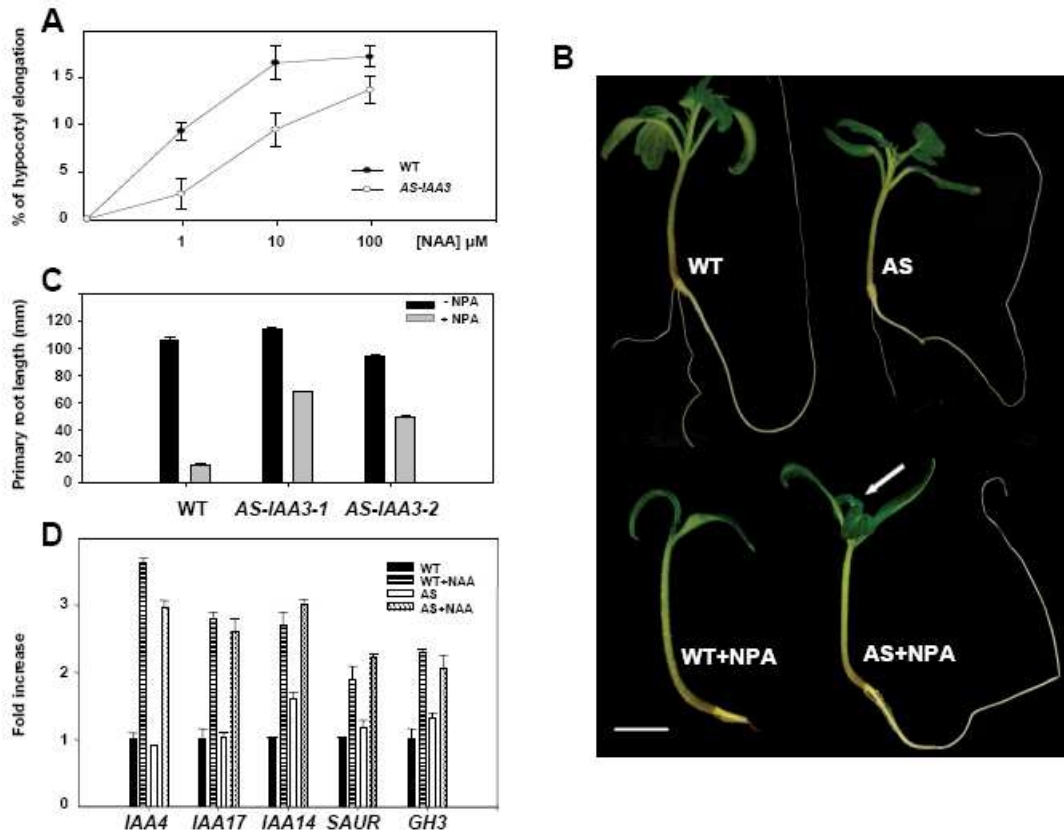 A
% of hypocotyl elongation
15
10
5
0
WT
AS-IAA3
1 10 100 [NAA] µM
B
WT
AS
WT+NPA
AS+NPA
C
Primary root length (mm)
120
100
80
60
40
20
0
- NPA
+ NPA
WT AS-IAA3-1 AS-IAA3-2
D
Fold increase
3
2
1
0
WT
WT+NAA
AS
AS+NAA
IAA4 IAA17 IAA14 SAUR GH3